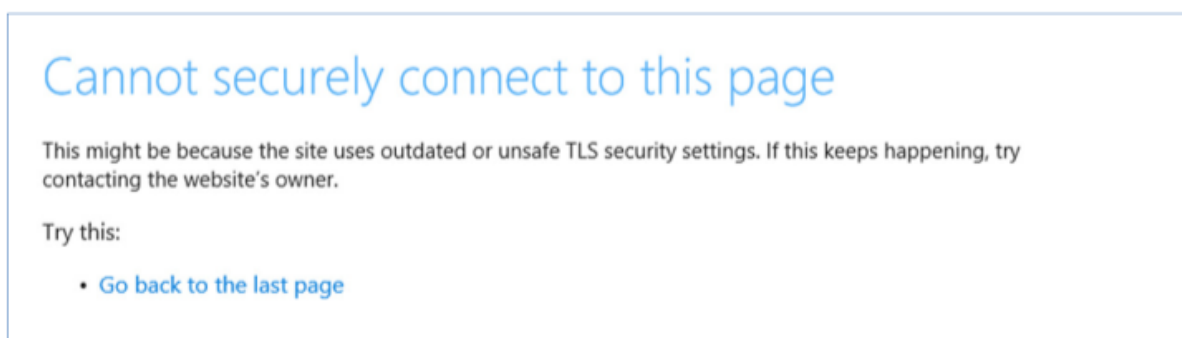 Cannot securely connect to this page
This might be because the site uses outdated or unsafe TLS security settings. If this keeps happening, try
contacting the website's owner.
Try this:
• Go back to the last page